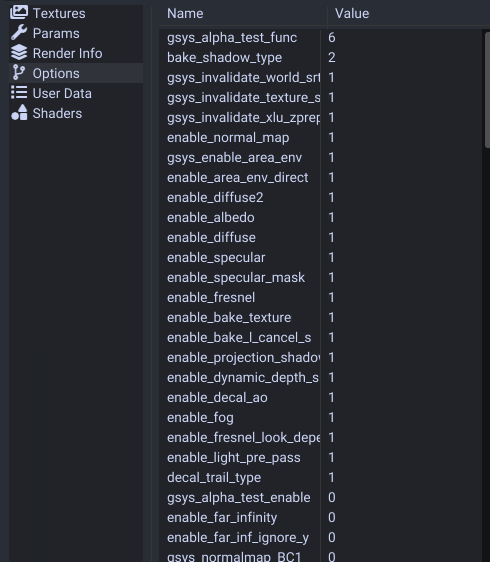 Textures
Params
Render Info
Options
User Data
Shaders
Name Value
gsys_alpha_test_func 6
bake_shadow_type 2
gsys_invalidate_world_srt 1
gsys_invalidate_texture_s 1
gsys_invalidate_xlu_zprep 1
enable_normal_map 1
gsys_enable_area_env 1
enable_area_env_direct 1
enable_diffuse2 1
enable_albedo 1
enable_diffuse 1
enable_specular 1
enable_specular_mask 1
enable_fresnel 1
enable_bake_texture 1
enable_bake_l_cancel_s 1
enable_projection_shadov 1
enable_dynamic_depth_s 1
enable_decal_ao 1
enable_fog 1
enable_fresnel_look_depe 1
enable_light_pre_pass 1
decal_trail_type 1
gsys_alpha_test_enable 0
enable_far_infinity 0
enable_far_inf_ignore_y 0
gsys_normalmap_BC1 0